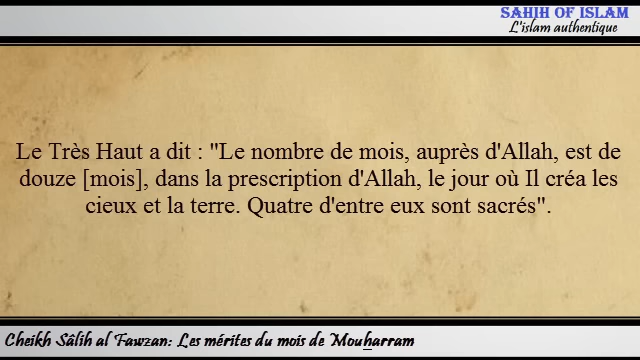 SAHIH OF ISLAM
L'islam authentique
Le Très Haut a dit : "Le nombre de mois, auprès d'Allah, est de
douze [mois], dans la prescription d'Allah, le jour où Il créa les
cieux et la terre. Quatre d'entre eux sont sacrés".
Cheikh Sâlih al Fawzan: Les mérites du mois de Mouharram